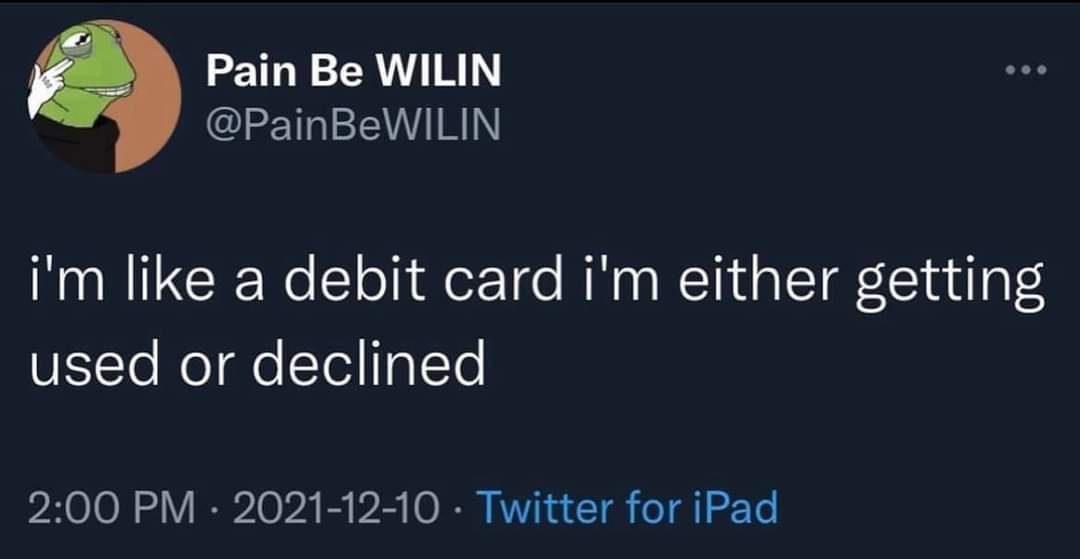 Pain Be WILIN
@PainBeWILIN
i'm like a debit card i'm either getting
used or declined
2:00 PM · 2021-12-10 · Twitter for iPad